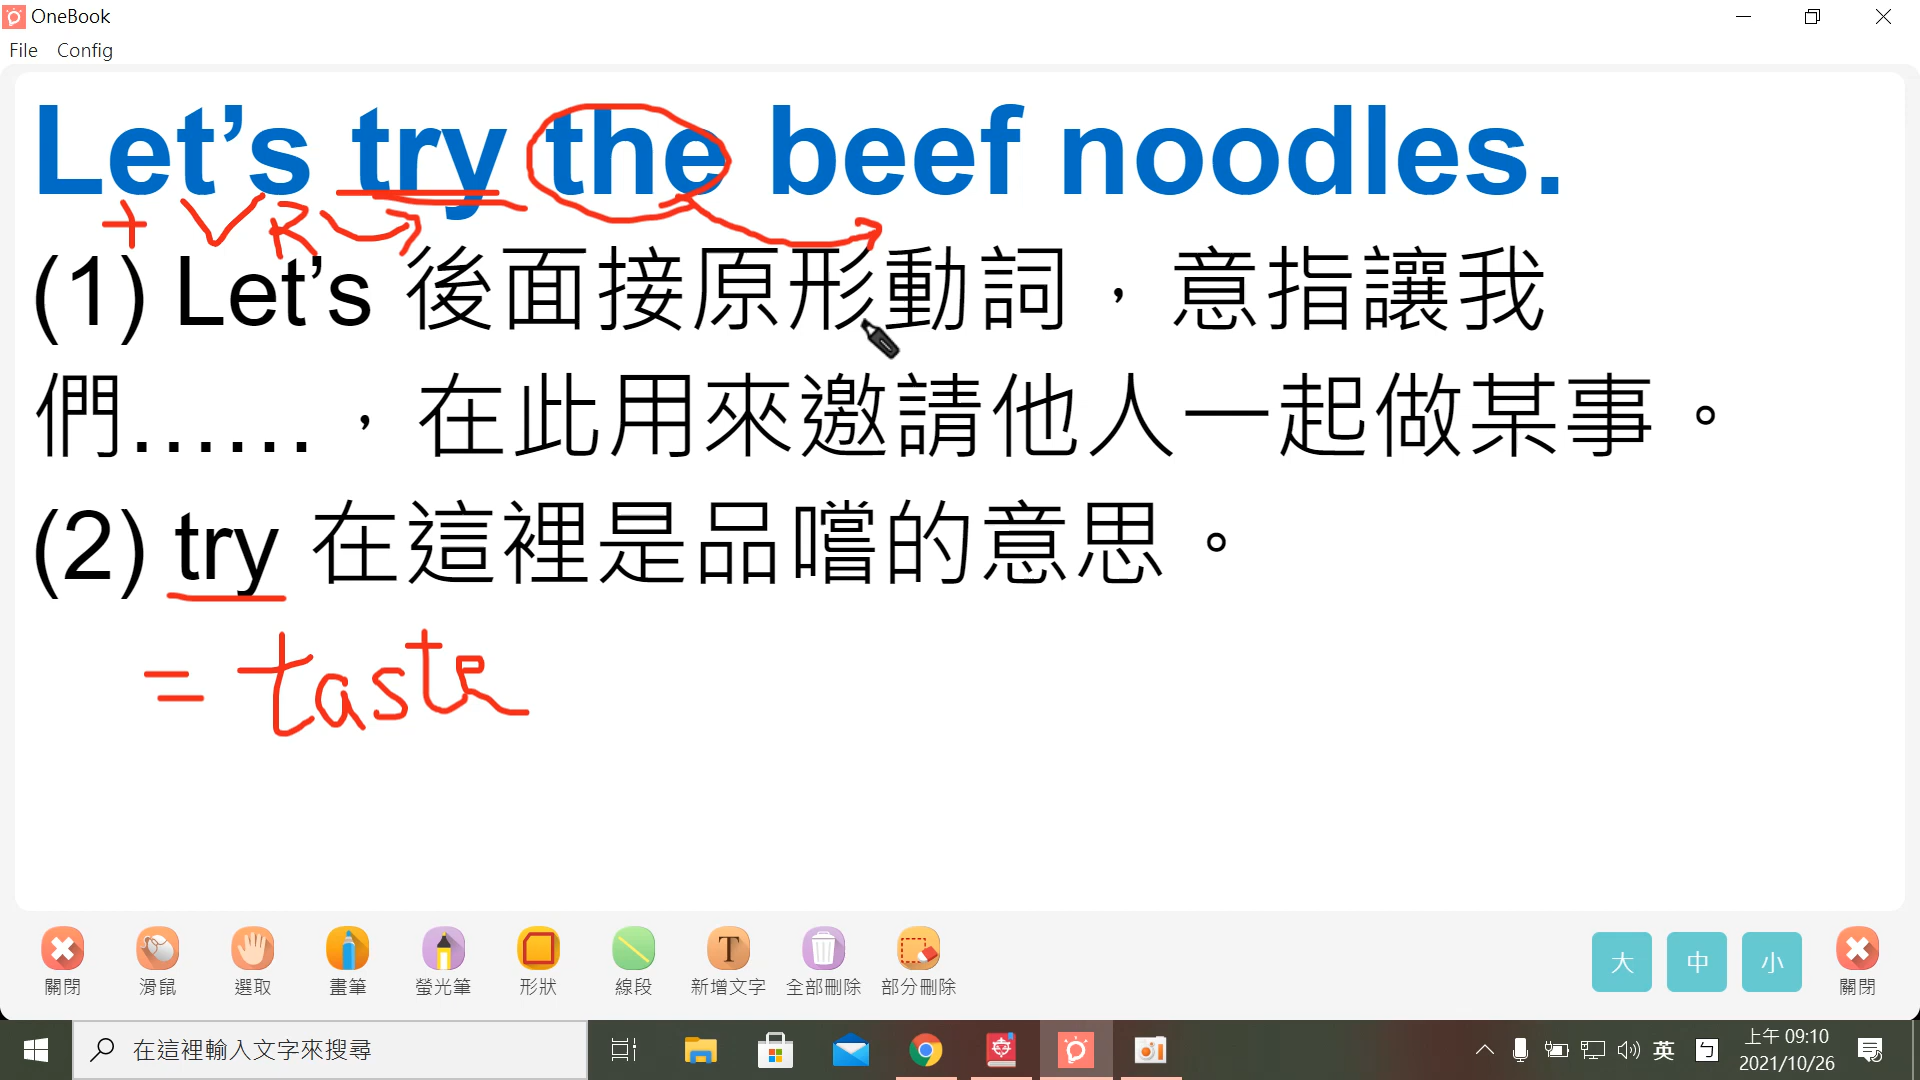 OneBook
File Config
Let’s try the beef noodles.
+ VR
(1) Let’s 後面接原形動詞，意指讓我
們……，在此用來邀請他人一起做某事。
(2) try 在這裡是品嚐的意思。
= taste
關閉 滑鼠 選取 畫筆 螢光筆 形狀 線段 新增文字 全部刪除 部分刪除 大 中 小 關閉
在這裡輸入文字來搜尋 英 ㄅ 上午 09:10
2021/10/26